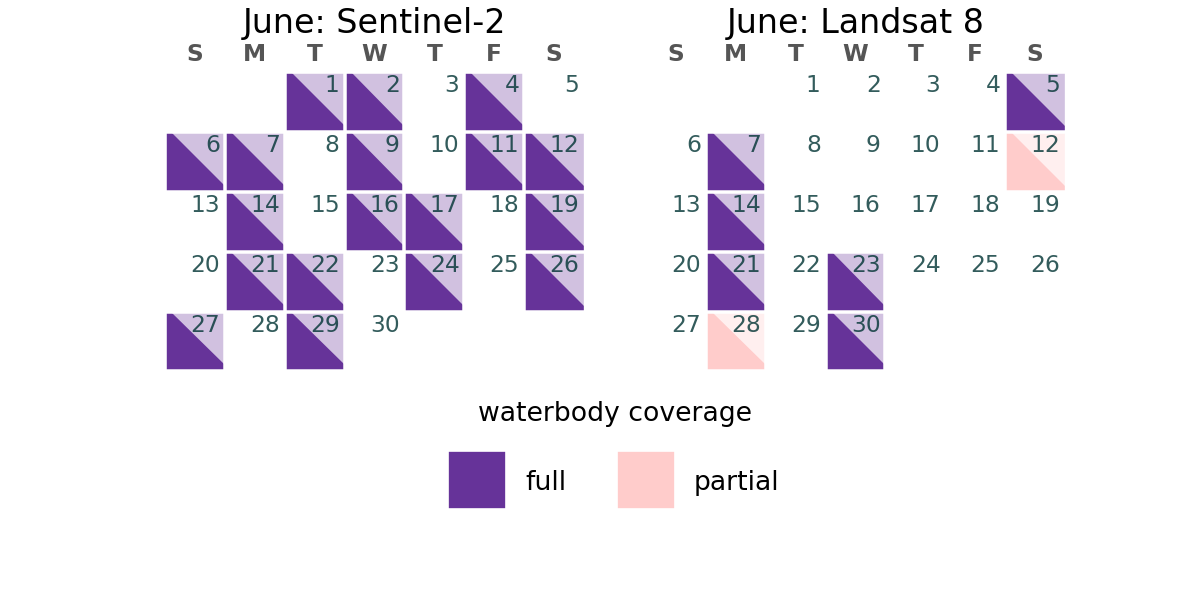 June: Sentinel-2
S M T W T F S
1 2 3 4 5
6 7 8 9 10 11 12
13 14 15 16 17 18 19
20 21 22 23 24 25 26
27 28 29 30
June: Landsat 8
S M T W T F S
1 2 3 4 5
6 7 8 9 10 11 12
13 14 15 16 17 18 19
20 21 22 23 24 25 26
27 28 29 30
waterbody coverage
full partial